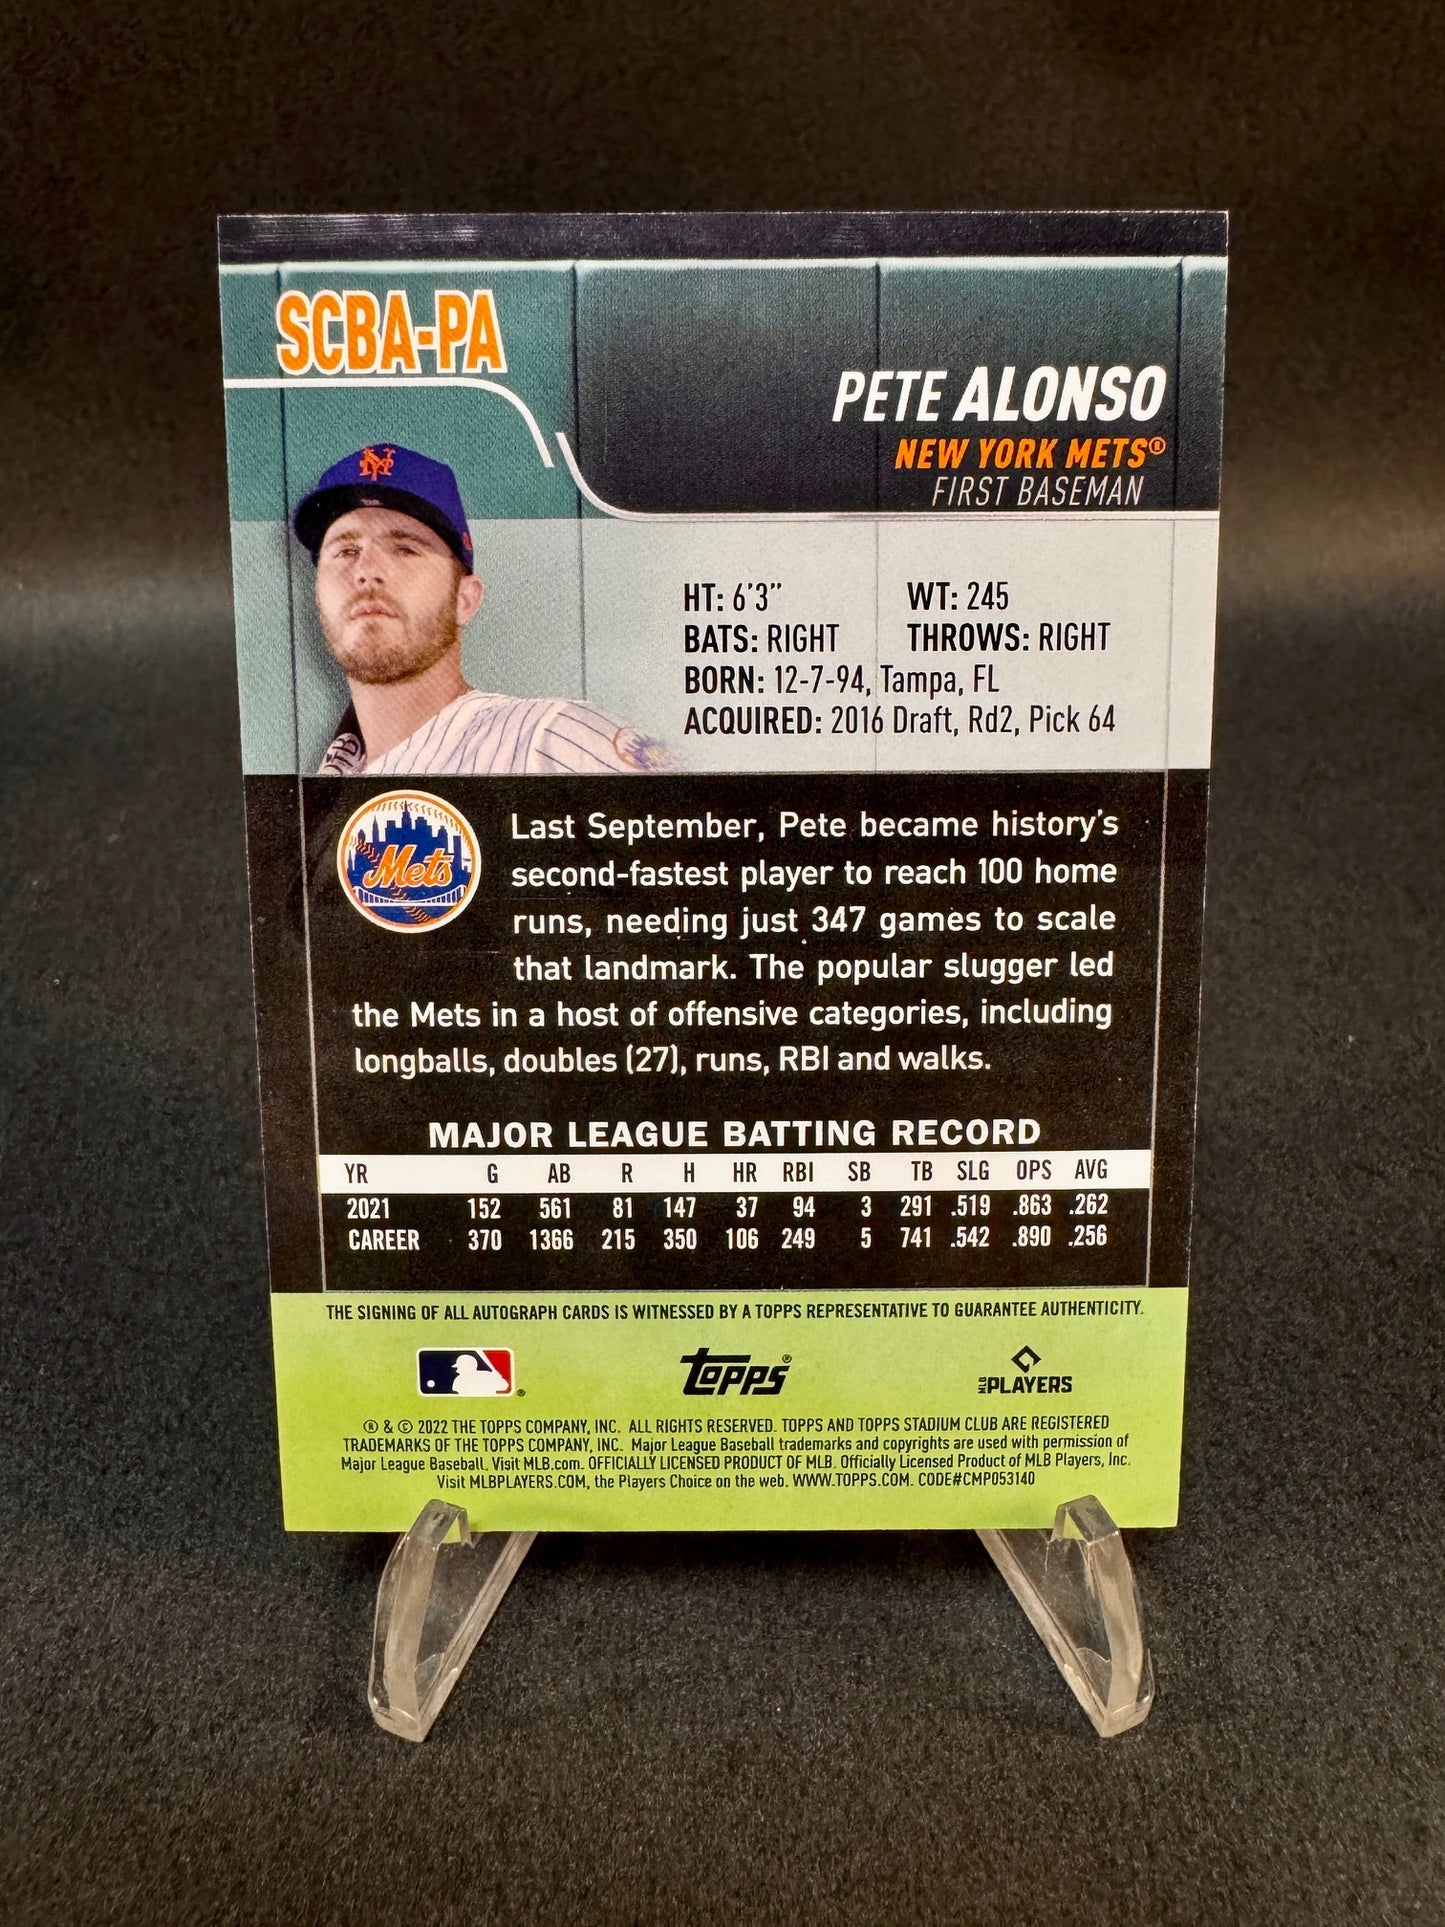 SCBA-PA
PETE ALONSO
NEW YORK METS®
FIRST BASEMAN
NY
HT: 6'3" WT: 245
BATS: RIGHT THROWS: RIGHT
BORN: 12-7-94, Tampa, FL
ACQUIRED: 2016 Draft, Rd2, Pick 64
Mets
Last September, Pete became history's
second-fastest player to reach 100 home
runs, needing just 347 games to scale
that landmark. The popular slugger led
the Mets in a host of offensive categories, including
longballs, doubles (27), runs, RBI and walks.
MAJOR LEAGUE BATTING RECORD
YR G AB R H HR RBI SB TB SLG OPS AVG
2021 152 561 81 147 37 94 3 291 .519 .863 .262
CAREER 370 1366 215 350 106 249 5 741 .542 .890 .256
THE SIGNING OF ALL AUTOGRAPH CARDS IS WITNESSED BY A TOPPS REPRESENTATIVE TO GUARANTEE AUTHENTICITY.
®
Topps®
MLB PLAYERS
® & © 2022 THE TOPPS COMPANY, INC. ALL RIGHTS RESERVED. TOPPS AND TOPPS STADIUM CLUB ARE REGISTERED
TRADEMARKS OF THE TOPPS COMPANY, INC. Major League Baseball trademarks and copyrights are used with permission of
Major League Baseball. Visit MLB.com. OFFICIALLY LICENSED PRODUCT OF MLB. Officially Licensed Product of MLB Players, Inc.
Visit MLBPLAYERS.COM, the Players Choice on the web. WWW.TOPPS.COM. CODE#CMP053140